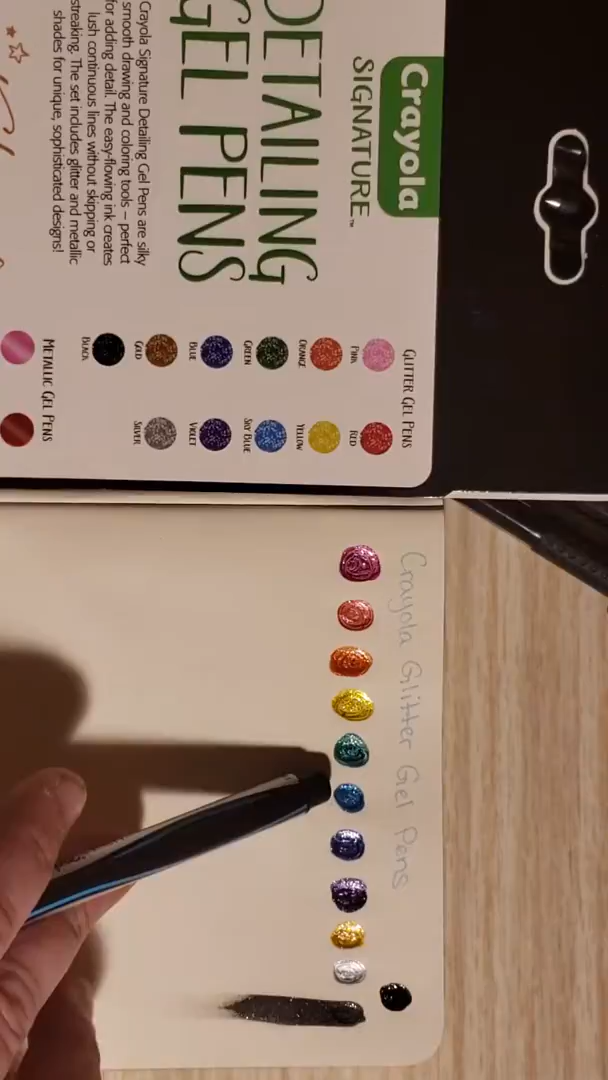 Crayola
SIGNATURE™
DETAILING
GEL PENS
Crayola Signature Detailing Gel Pens are silky
smooth drawing and coloring tools – perfect
for adding detail. The easy-flowing ink creates
lush continuous lines without skipping or
streaking. The set includes glitter and metallic
shades for unique, sophisticated designs!
GLITTER GEL PENS
PINK RED
ORANGE YELLOW
GREEN SKY BLUE
BLUE VIOLET
GOLD SILVER
BLACK
METALLIC GEL PENS
Crayola Glitter Gel Pens